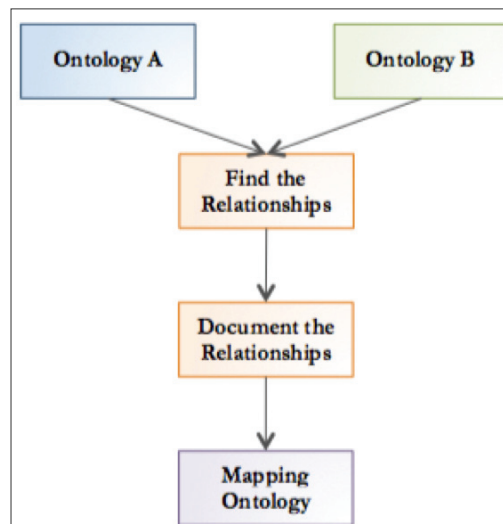 Ontology A
Ontology B
Find the
Relationships
Document the
Relationships
Mapping
Ontology